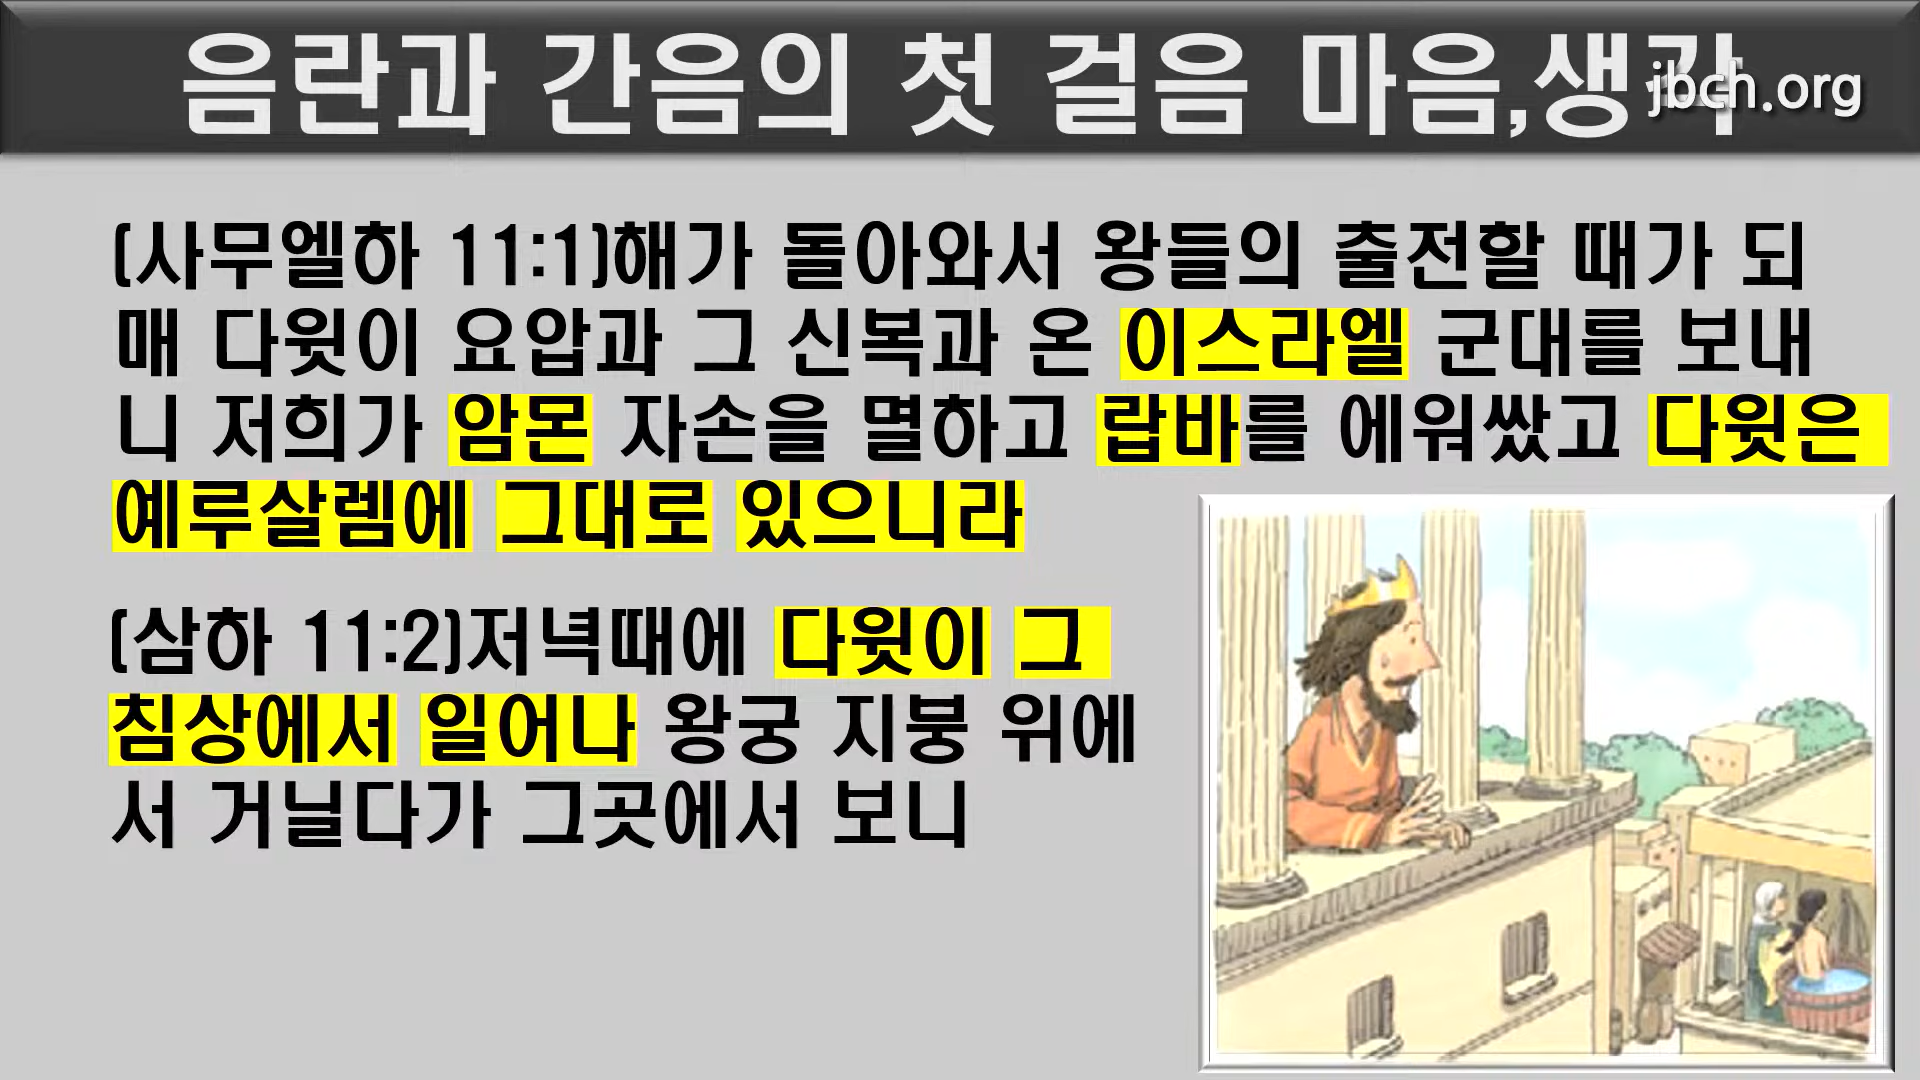 음란과 간음의 첫 걸음 마음,생각
jbch.org
(사무엘하 11:1)해가 돌아와서 왕들의 출전할 때가 되
매 다윗이 요압과 그 신복과 온 이스라엘 군대를 보내
니 저희가 암몬 자손을 멸하고 랍바를 에워쌌고 다윗은
예루살렘에 그대로 있으니라
(삼하 11:2)저녁때에 다윗이 그
침상에서 일어나 왕궁 지붕 위에
서 거닐다가 그곳에서 보니